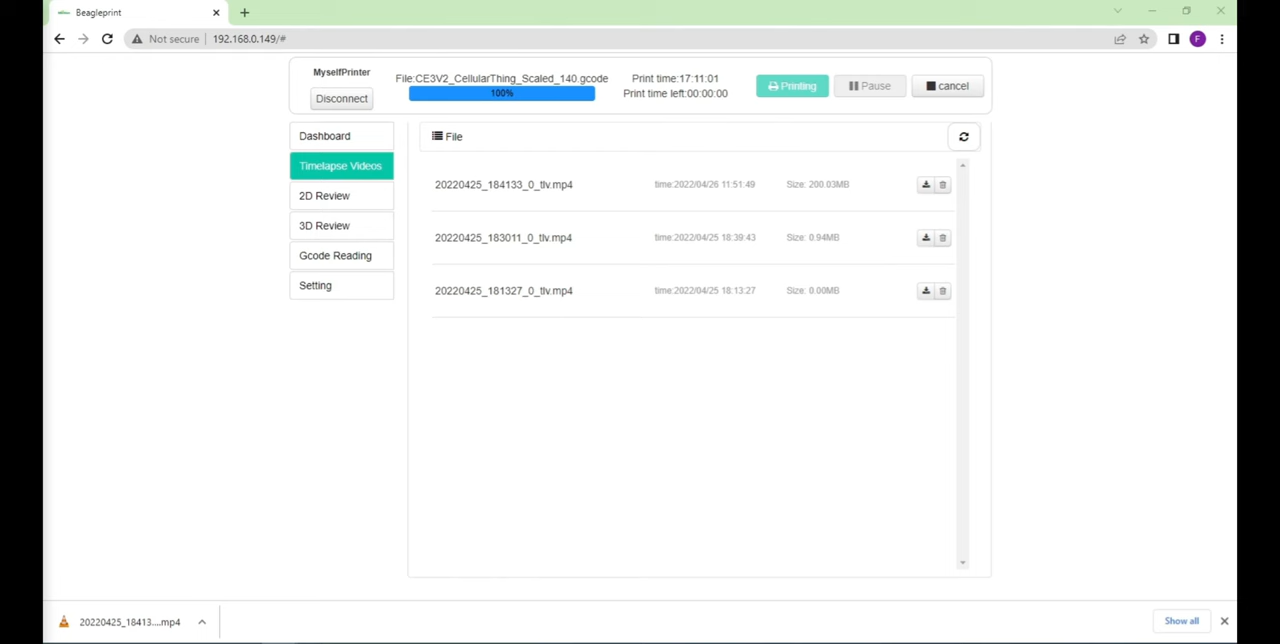 Beagleprint
Not secure 192.168.0.149/#
MyselfPrinter
Disconnect
File:CE3V2_CellularThing_Scaled_140.gcode
100%
Print time:17:11:01
Print time left:00:00:00
Printing
Pause
cancel
Dashboard
Timelapse Videos
2D Review
3D Review
Gcode Reading
Setting
File
20220425_184133_0_tlv.mp4 time:2022/04/26 11:51:49 Size: 200.03MB
20220425_183011_0_tlv.mp4 time:2022/04/25 18:39:43 Size: 0.94MB
20220425_181327_0_tlv.mp4 time:2022/04/25 18:13:27 Size: 0.00MB
F
20220425_18413....mp4
Show all